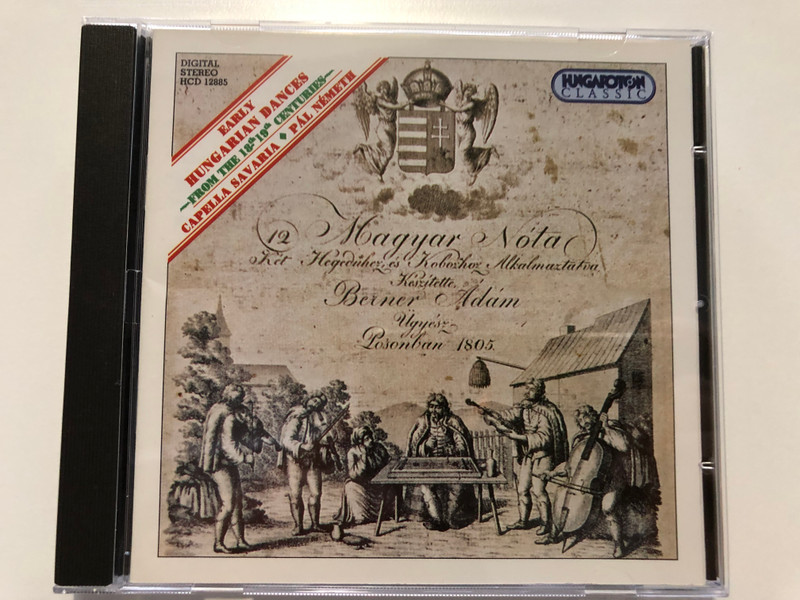 DIGITAL
STEREO
HCD 12885
EARLY
HUNGARIAN DANCES
—FROM THE 18th 19th CENTURIES—
CAPELLA SAVARIA • PÁL NÉMETH
HUNGAROTON
CLASSIC
12 Magyar Nóta
Két Hegedűhez, és Kobozhoz Alkalmaztatva
Készítette,
Berner Ádám
Ügyész
Posonban 1805.